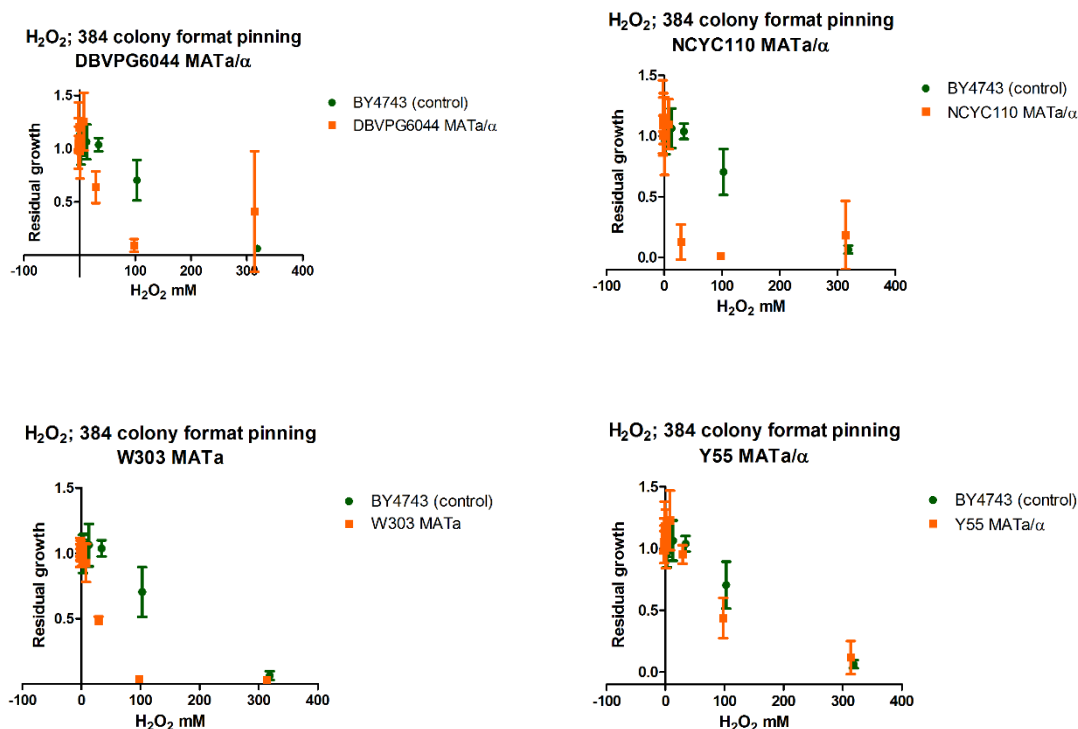 H₂O₂; 384 colony format pinning
DBVPG6044 MATa/α
1.5
1.0
0.5
-100 0 100 200 300 400
Residual growth
H₂O₂ mM
BY4743 (control)
DBVPG6044 MATa/α
H₂O₂; 384 colony format pinning
NCYC110 MATa/α
1.5
1.0
0.5
0.0
-100 0 100 200 300 400
Residual growth
H₂O₂ mM
BY4743 (control)
NCYC110 MATa/α
H₂O₂; 384 colony format pinning
W303 MATa
1.5
1.0
0.5
-100 0 100 200 300 400
Residual growth
H₂O₂ mM
BY4743 (control)
W303 MATa
H₂O₂; 384 colony format pinning
Y55 MATa/α
1.5
1.0
0.5
0.0
-100 0 100 200 300 400
Residual growth
H₂O₂ mM
BY4743 (control)
Y55 MATa/α